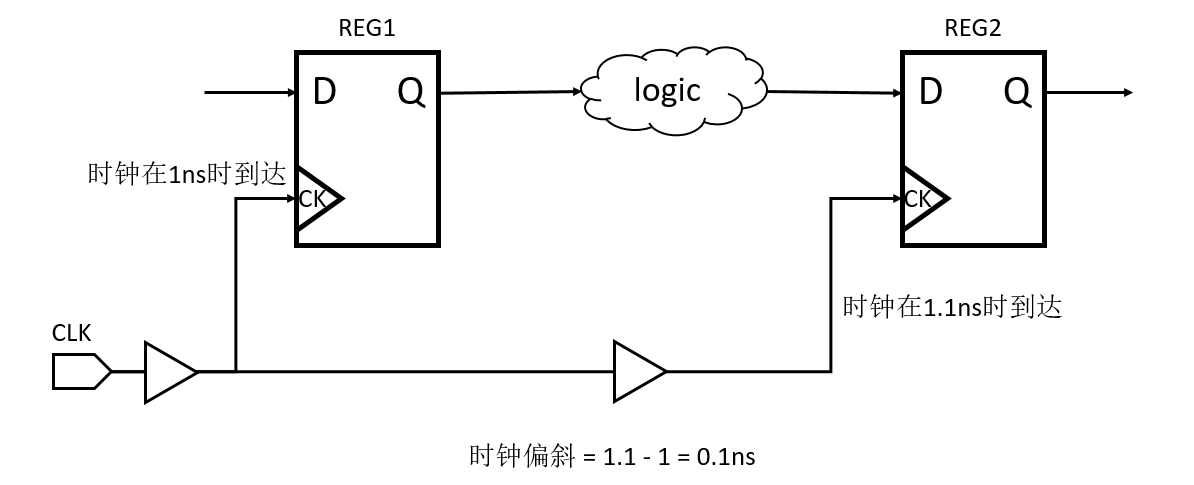 REG1
REG2
D
Q
logic
D
Q
时钟在1ns时到达
CK
CK
时钟在1.1ns时到达
CLK
时钟偏斜 = 1.1 - 1 = 0.1ns